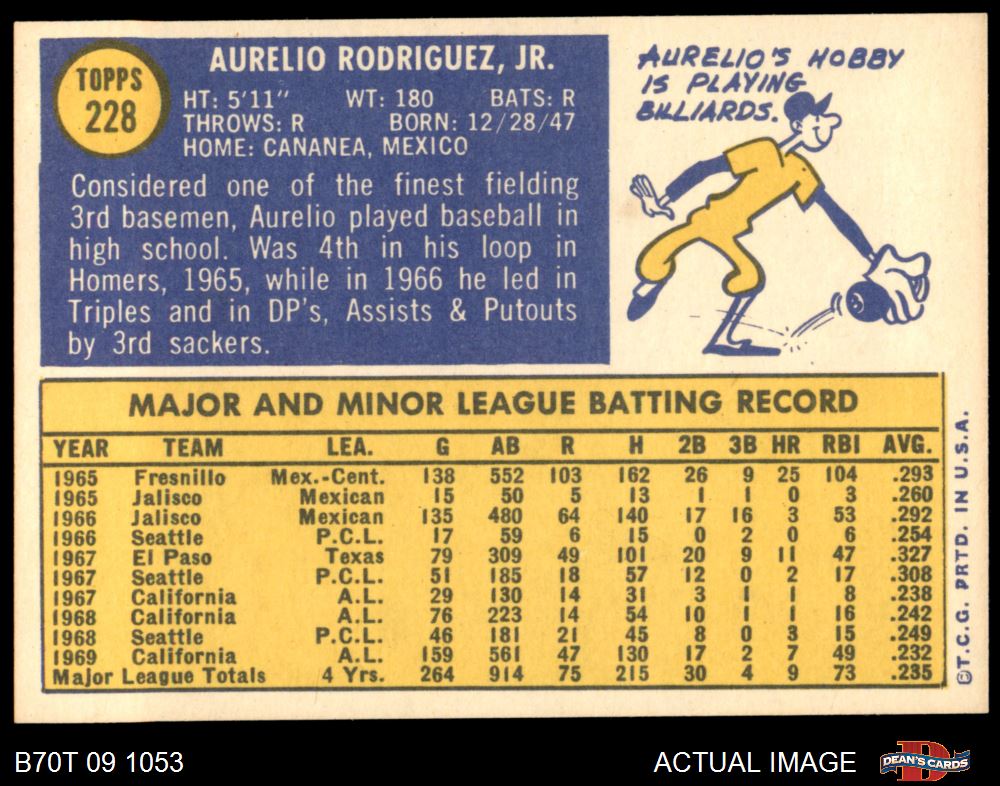 TOPPS
228
AURELIO RODRIGUEZ, JR.
HT: 5'11" WT: 180 BATS: R
THROWS: R BORN: 12/28/47
HOME: CANANEA, MEXICO
Considered one of the finest fielding
3rd basemen, Aurelio played baseball in
high school. Was 4th in his loop in
Homers, 1965, while in 1966 he led in
Triples and in DP's, Assists & Putouts
by 3rd sackers.
AURELIO'S HOBBY
IS PLAYING
BILLIARDS.
MAJOR AND MINOR LEAGUE BATTING RECORD
YEAR TEAM LEA. G AB R H 2B 3B HR RBI AVG.
1965 Fresnillo Mex.-Cent. 138 552 103 162 26 9 25 104 .293
1965 Jalisco Mexican 15 50 5 13 1 1 0 3 .260
1966 Jalisco Mexican 135 480 64 140 17 16 3 53 .292
1966 Seattle P.C.L. 17 59 6 15 0 2 0 6 .254
1967 El Paso Texas 79 309 49 101 20 9 11 47 .327
1967 Seattle P.C.L. 51 185 18 57 12 0 2 17 .308
1967 California A.L. 29 130 14 31 3 1 1 8 .238
1968 California A.L. 76 223 14 54 10 1 1 16 .242
1968 Seattle P.C.L. 46 181 21 45 8 0 3 15 .249
1969 California A.L. 159 561 47 130 17 2 7 49 .232
Major League Totals 4 Yrs. 264 914 75 215 30 4 9 73 .235
©T.C.G. PRTD. IN U.S.A.
B70T 09 1053
ACTUAL IMAGE
DEAN'S CARDS